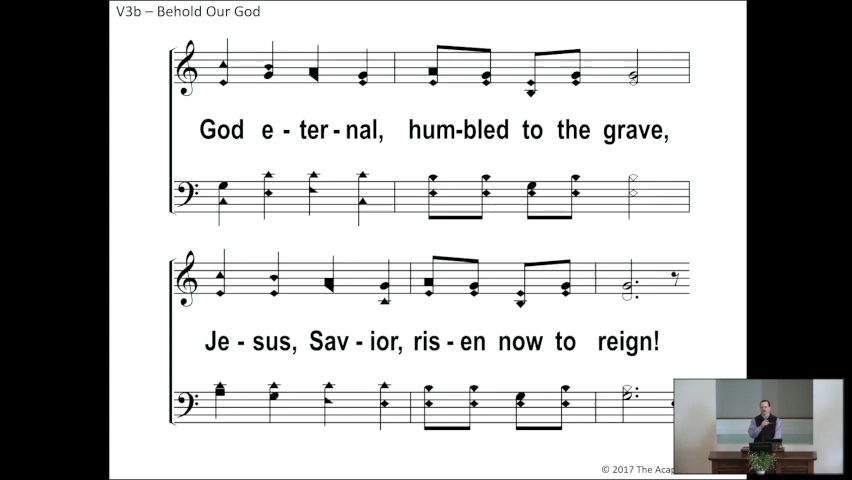 V3b – Behold Our God
God e - ter - nal, hum-bled to the grave,
Je - sus, Sav - ior, ris - en now to reign!
© 2017 The